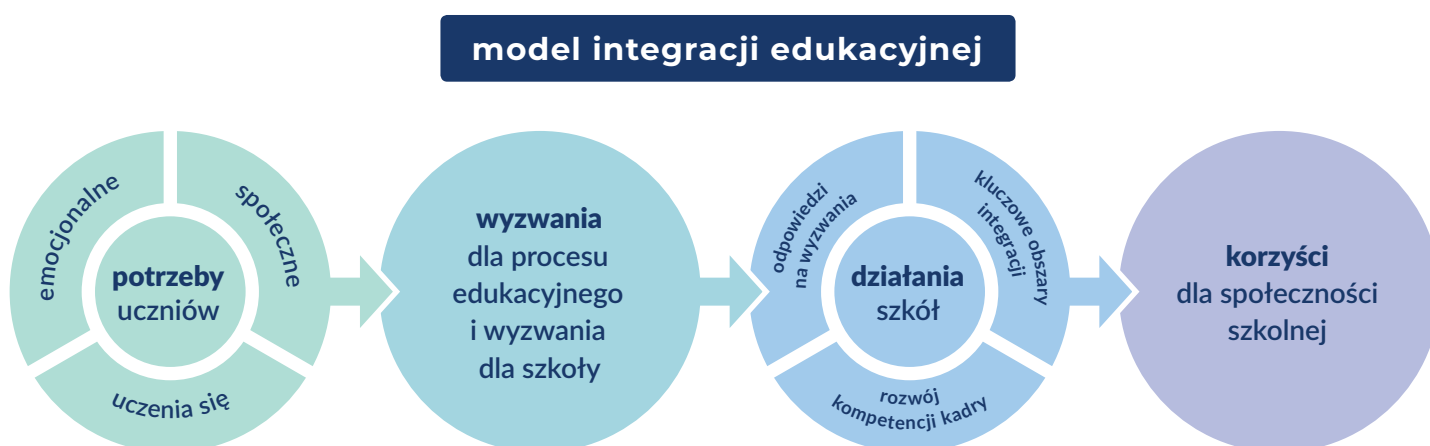 model integracji edukacyjnej
emocjonalne
społeczne
potrzeby
uczniów
uczenia się
wyzwania
dla procesu
edukacyjnego
i wyzwania
dla szkoły
odpowiedzi
na wyzwania
kluczowe obszary
integracji
działania
szkół
rozwój
kompetencji kadry
korzyści
dla społeczności
szkolnej